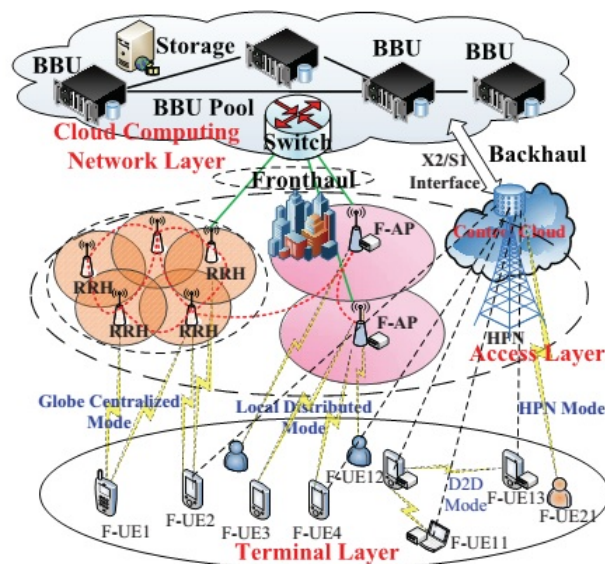 Storage
BBU
BBU
BBU
BBU Pool
Cloud Computing
Network Layer
Switch
X2/S1
Interface
Backhaul
Fronthaul
F-AP
Contro Cloud
RRH
RRH
RRH
RRH
F-AP
HPN
Access Layer
Globe Centralized
Mode
Local Distributed
Mode
HPN Mode
D2D
Mode
F-UE12
F-UE13
F-UE21
F-UE1
F-UE2
F-UE3
F-UE4
F-UE11
Terminal Layer